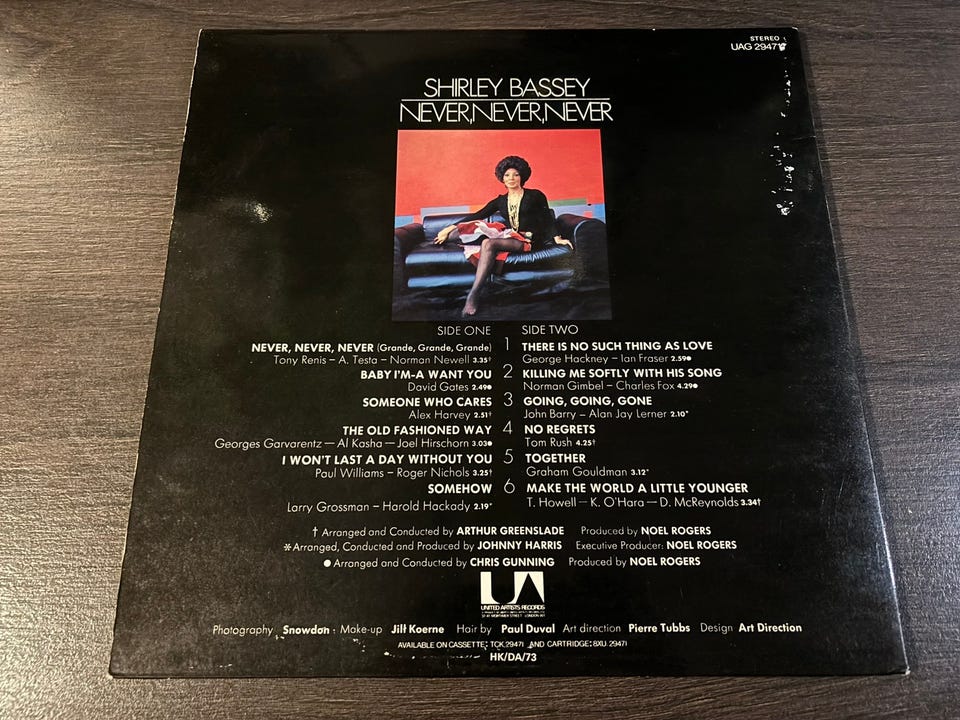 STEREO
UAG 29471
SHIRLEY BASSEY
NEVER,NEVER,NEVER
SIDE ONE
NEVER, NEVER, NEVER (Grande, Grande, Grande)
Tony Renis – A. Testa – Norman Newell 3.35†
BABY I'M-A WANT YOU
David Gates 2.49●
SOMEONE WHO CARES
Alex Harvey 2.51†
THE OLD FASHIONED WAY
Georges Garvarentz — Al Kasha – Joel Hirschorn 3.03●
I WON'T LAST A DAY WITHOUT YOU
Paul Williams – Roger Nichols 3.25†
SOMEHOW
Larry Grossman – Harold Hackady 2.19*
1
2
3
4
5
6
SIDE TWO
THERE IS NO SUCH THING AS LOVE
George Hackney – Ian Fraser 2.59●
KILLING ME SOFTLY WITH HIS SONG
Norman Gimbel – Charles Fox 4.29●
GOING, GOING, GONE
John Barry – Alan Jay Lerner 2.10*
NO REGRETS
Tom Rush 4.25†
TOGETHER
Graham Gouldman 3.12*
MAKE THE WORLD A LITTLE YOUNGER
T. Howell — K. O'Hara — D. McReynolds 3.34†
† Arranged and Conducted by ARTHUR GREENSLADE Produced by NOEL ROGERS
* Arranged, Conducted and Produced by JOHNNY HARRIS Executive Producer: NOEL ROGERS
● Arranged and Conducted by CHRIS GUNNING Produced by NOEL ROGERS
UA
UNITED ARTISTS RECORDS
Photography Snowdon : Make-up Jill Koerne Hair by Paul Duval Art direction Pierre Tubbs Design Art Direction
AVAILABLE ON CASSETTE: TCK 29471 AND CARTRIDGE: 8XU 29471
HK/DA/73